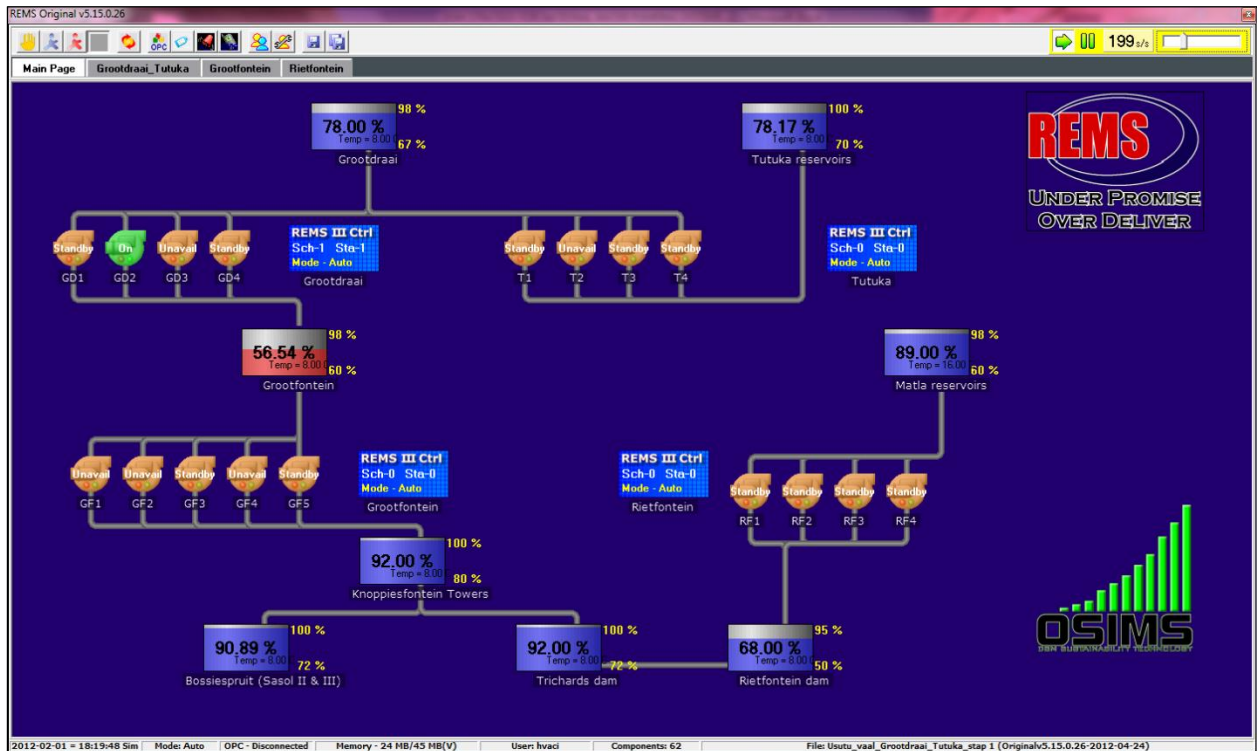 REMS Original v5.15.0.26
OPC
199 s/s
Main Page Grootdraai_Tutuka Grootfontein Rietfontein
98 %
78.00 %
Temp = 8.00
67 %
Grootdraai
100 %
78.17 %
Temp = 8.00
70 %
Tutuka reservoirs
REMS
UNDER PROMISE
OVER DELIVER
Standby On Unavail Standby
GD1 GD2 GD3 GD4
REMS III Ctrl
Sch-1 Sta-1
Mode - Auto
Grootdraai
Standby Unavail Standby Standby
T1 T2 T3 T4
REMS III Ctrl
Sch-0 Sta-0
Mode - Auto
Tutuka
98 %
56.54 %
Temp = 8.00
60 %
Grootfontein
98 %
89.00 %
Temp = 16.00
60 %
Matla reservoirs
Unavail Unavail Standby Unavail Standby
GF1 GF2 GF3 GF4 GF5
REMS III Ctrl
Sch-0 Sta-0
Mode - Auto
Grootfontein
REMS III Ctrl
Sch-0 Sta-0
Mode - Auto
Rietfontein
Standby Standby Standby Standby
RF1 RF2 RF3 RF4
100 %
92.00 %
Temp = 8.00
80 %
Knoppiesfontein Towers
100 %
90.89 %
Temp = 8.00
72 %
Bossiespruit (Sasol II & III)
100 %
92.00 %
Temp = 8.00
72 %
Trichards dam
95 %
68.00 %
Temp = 8.00
50 %
Rietfontein dam
OSIMS
DSM SUSTAINABILITY TECHNOLOGY
2012-02-01 = 18:19:48 Sim Mode: Auto OPC - Disconnected Memory - 24 MB/45 MB(V) User: hvaci Components: 62 File: Usutu_vaal_Grootdraai_Tutuka_stap 1 (Originalv5.15.0.26-2012-04-24)